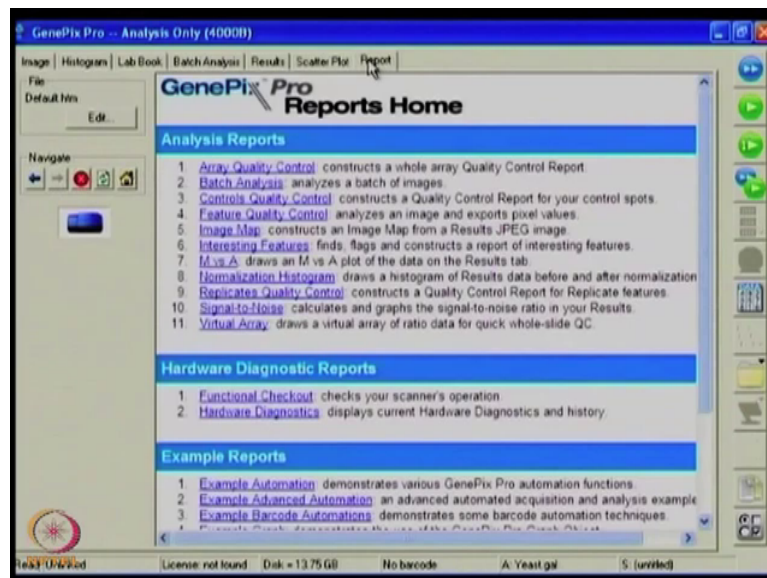 GenePix Pro -- Analysis Only (4000B)
Image Histogram Lab Book Batch Analysis Results Scatter Plot Report
File
Default.htm
Edit...
Navigate
GenePix Pro
Reports Home
Analysis Reports
1. Array Quality Control: constructs a whole array Quality Control Report.
2. Batch Analysis: analyzes a batch of images.
3. Controls Quality Control: constructs a Quality Control Report for your control spots.
4. Feature Quality Control: analyzes an image and exports pixel values.
5. Image Map: constructs an Image Map from a Results JPEG image.
6. Interesting Features: finds, flags and constructs a report of interesting features.
7. M vs A: draws an M vs A plot of the data on the Results tab.
8. Normalization Histogram: draws a histogram of Results data before and after normalization
9. Replicates Quality Control: constructs a Quality Control Report for Replicate features.
10. Signal-to-Noise: calculates and graphs the signal-to-noise ratio in your Results.
11. Virtual Array: draws a virtual array of ratio data for quick whole-slide QC.
Hardware Diagnostic Reports
1. Functional Checkout: checks your scanner's operation.
2. Hardware Diagnostics: displays current Hardware Diagnostics and history.
Example Reports
1. Example Automation: demonstrates various GenePix Pro automation functions.
2. Example Advanced Automation: an advanced automated acquisition and analysis example
3. Example Barcode Automations: demonstrates some barcode automation techniques.
License: not found Disk = 13.75 GB No barcode A: Yeast.gal S: (untitled)